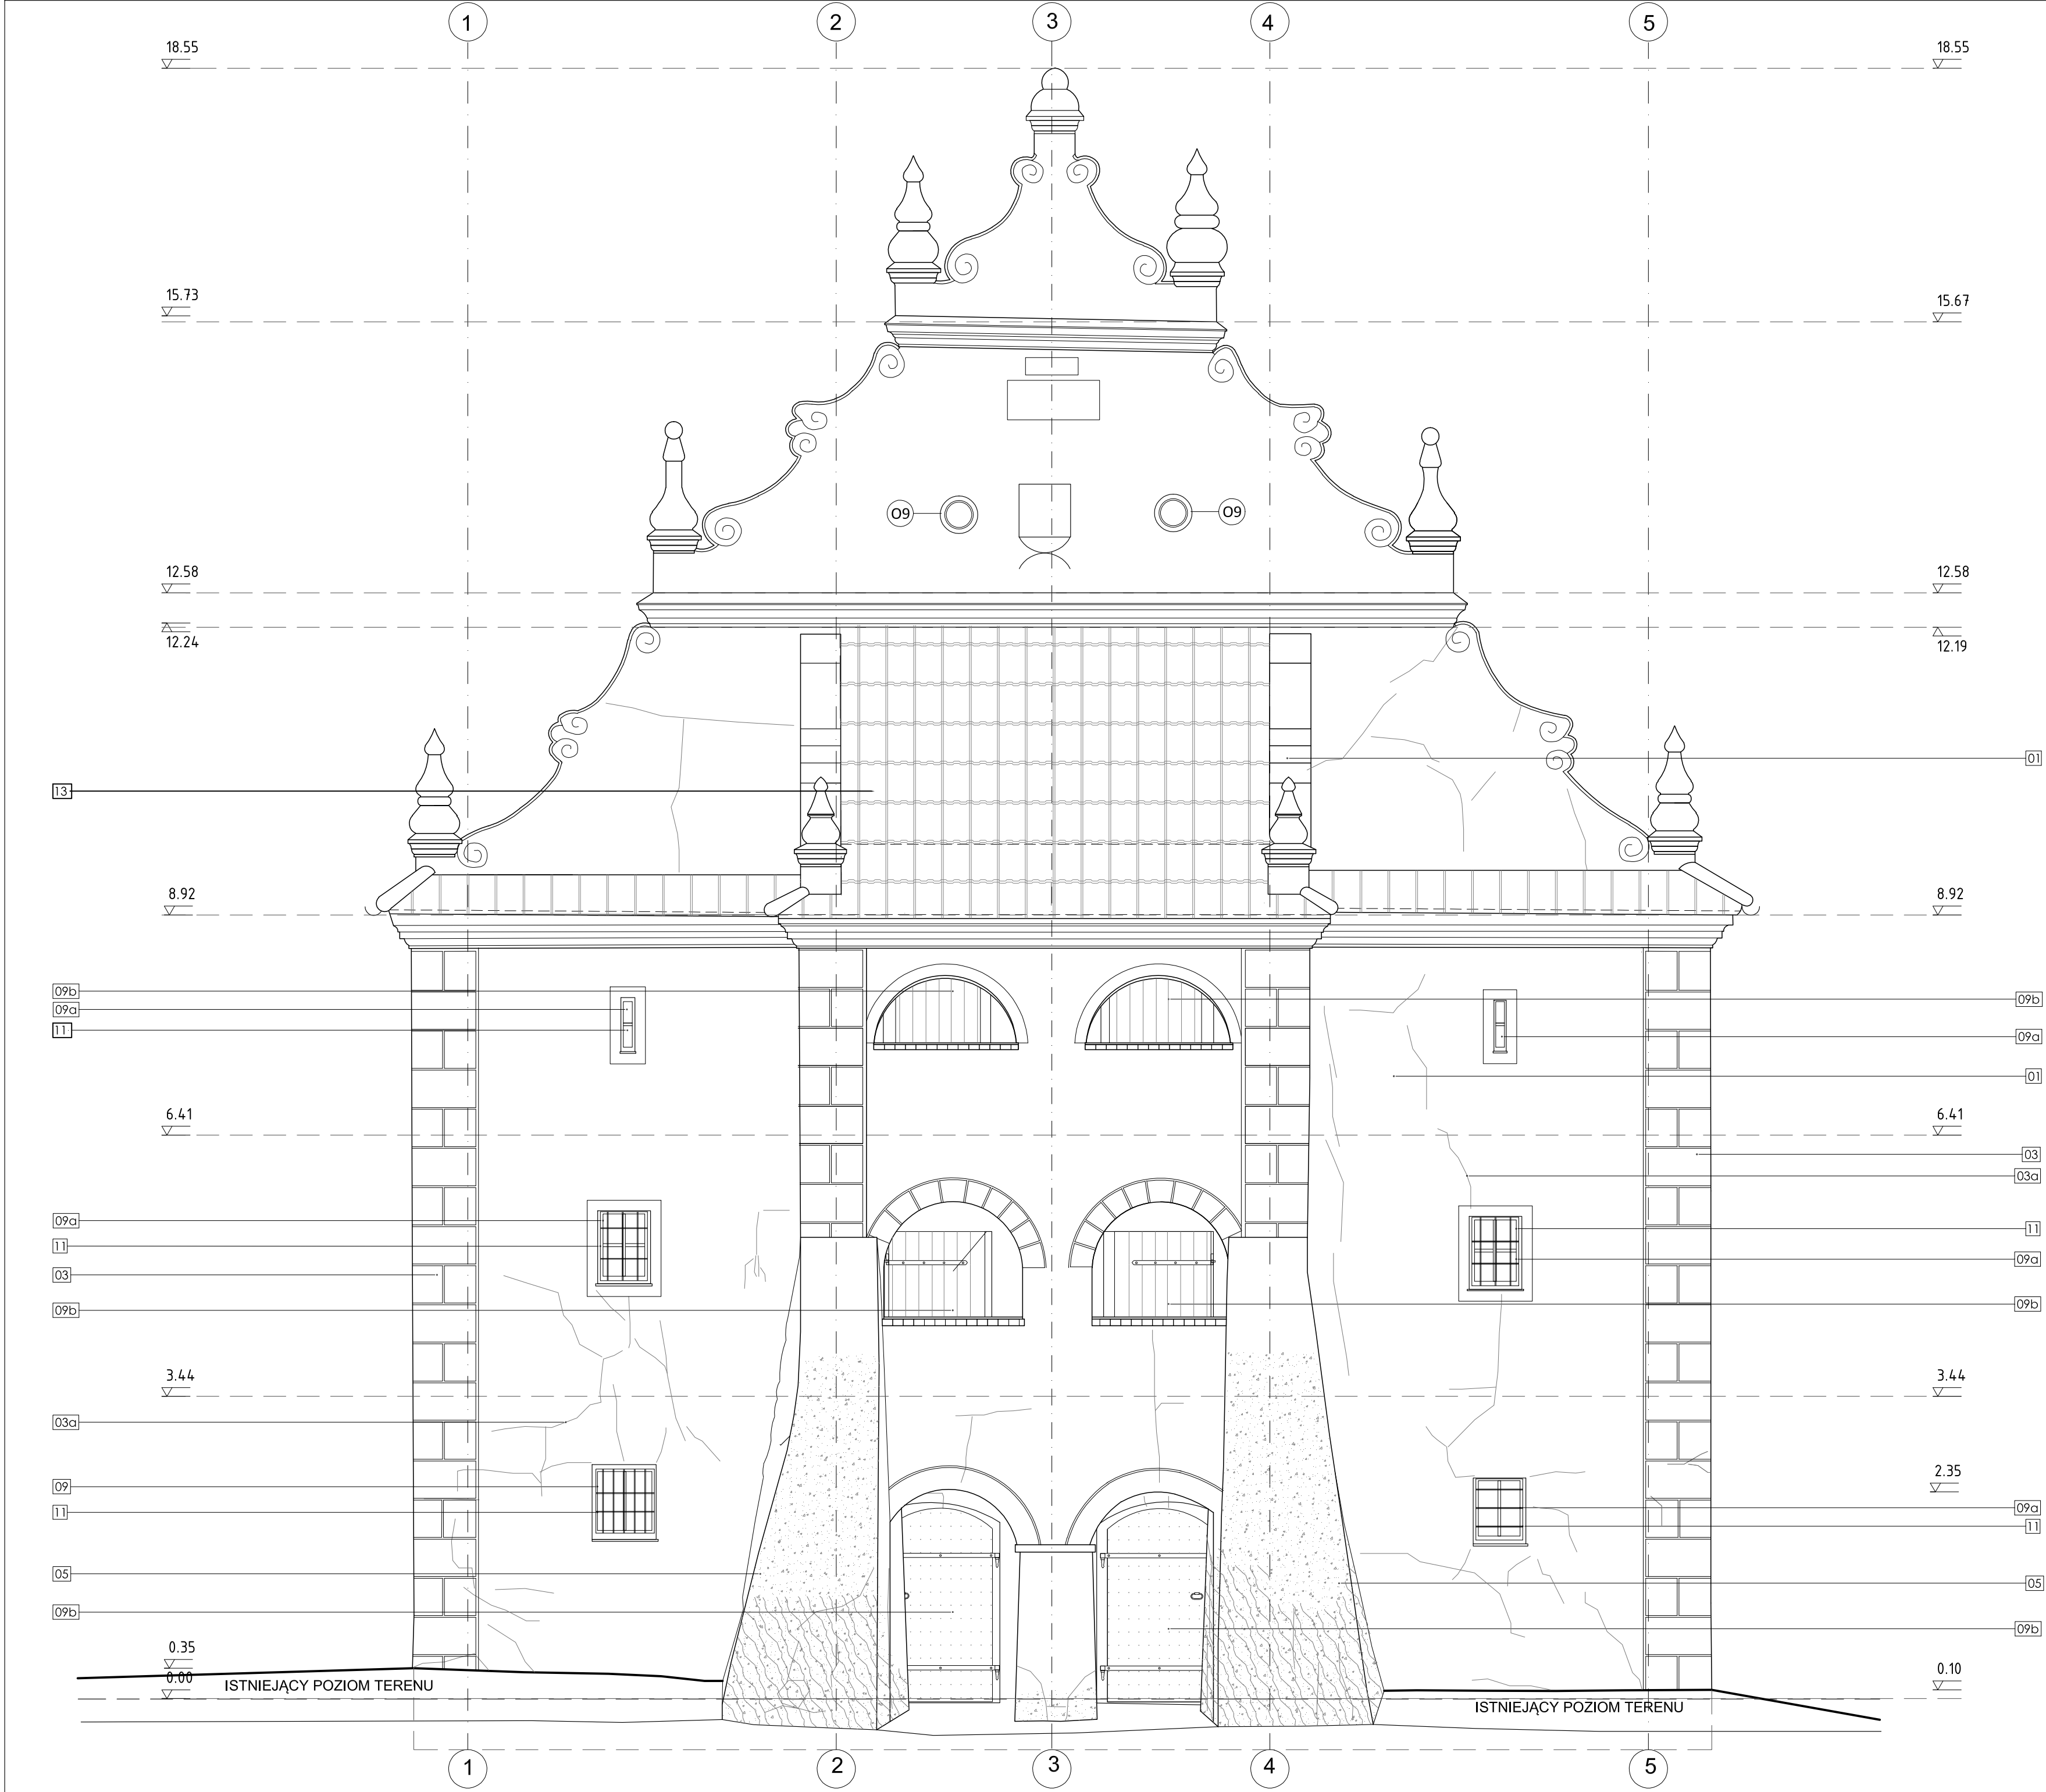 1 2 3 4 5
18.55 18.55
15.73 15.67
O9 O9
12.58 12.58
12.24 12.19
01
13
8.92 8.92
09b 09b
09a
11 09a
01
6.41 6.41
03
03a
09a 11
11 09a
03
09b 09b
3.44 3.44
03a
2.35
09 09a
11 11
05 05
09b 09b
0.35 0.10
0.00
ISTNIEJĄCY POZIOM TERENU
ISTNIEJĄCY POZIOM TERENU
1 2 3 4 5